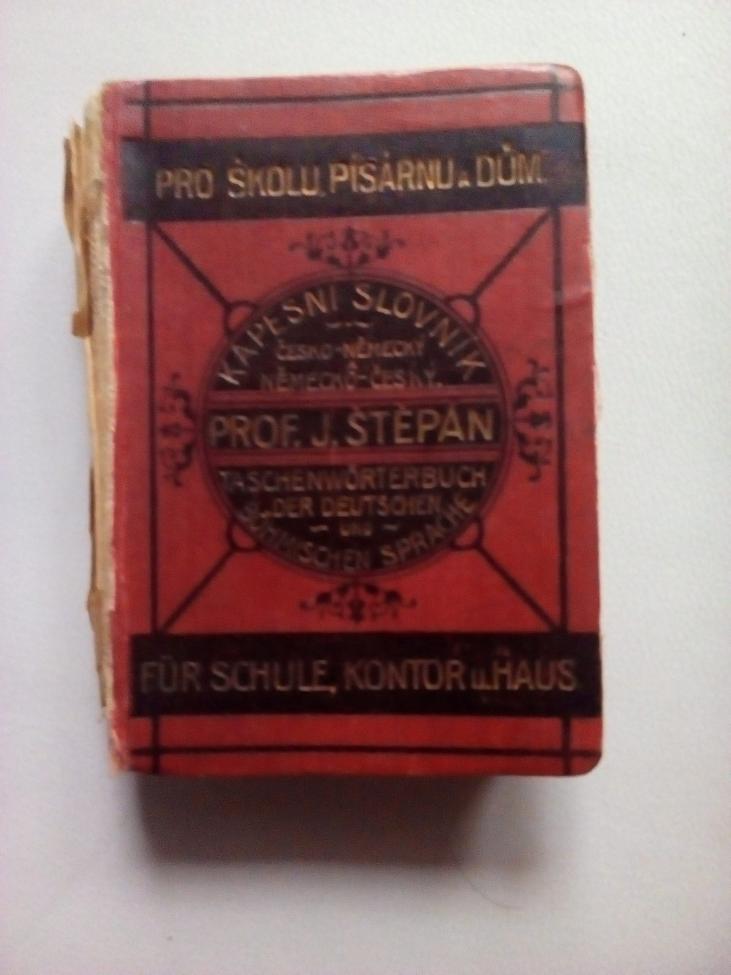 PRO ŠKOLU, PÍSÁRNU A DŮM.
KAPESNÍ SLOVNÍK
ČESKO-NĚMECKÝ
A
NĚMECKO-ČESKÝ.
PROF. J. ŠTĚPÁN
TASCHENWÖRTERBUCH
DER DEUTSCHEN
UND
BÖHMISCHEN SPRACHE
FÜR SCHULE, KONTOR u. HAUS